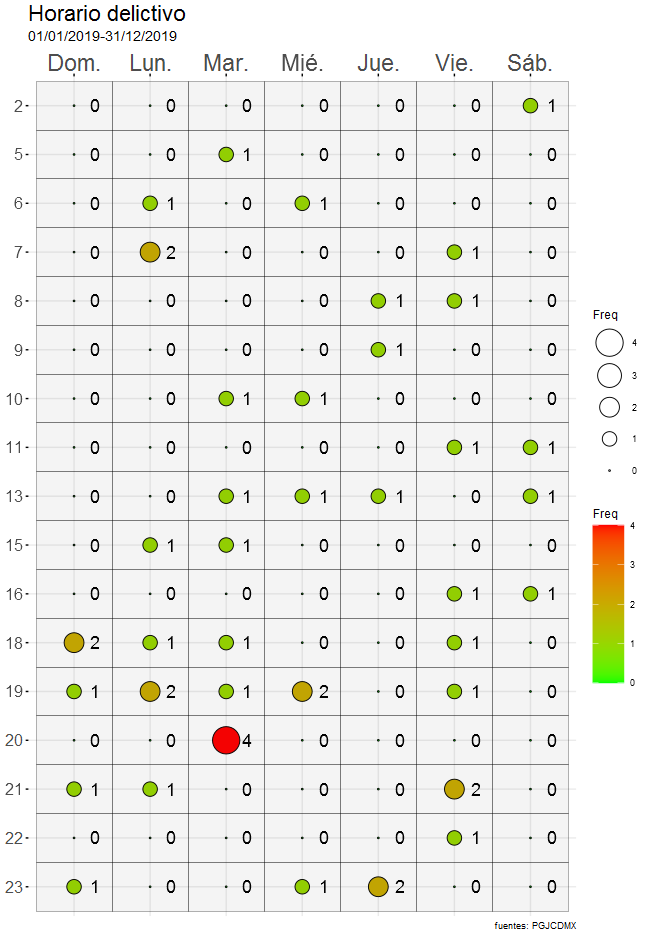 Horario delictivo
01/01/2019-31/12/2019
Dom. Lun. Mar. Mié. Jue. Vie. Sáb.
2 0 0 0 0 0 0 1
5 0 0 1 0 0 0 0
6 0 1 0 1 0 0 0
7 0 2 0 0 0 1 0
8 0 0 0 0 1 1 0
9 0 0 0 0 1 0 0
10 0 0 1 1 0 0 0
11 0 0 0 0 0 1 1
13 0 0 1 1 1 0 1
15 0 1 1 0 0 0 0
16 0 0 0 0 0 1 1
18 2 1 1 0 0 1 0
19 1 2 1 2 0 1 0
20 0 0 4 0 0 0 0
21 1 1 0 0 0 2 0
22 0 0 0 0 0 1 0
23 1 0 0 1 2 0 0
Freq
4
3
2
1
0
Freq
4
3
2
1
0
fuentes: PGJCDMX